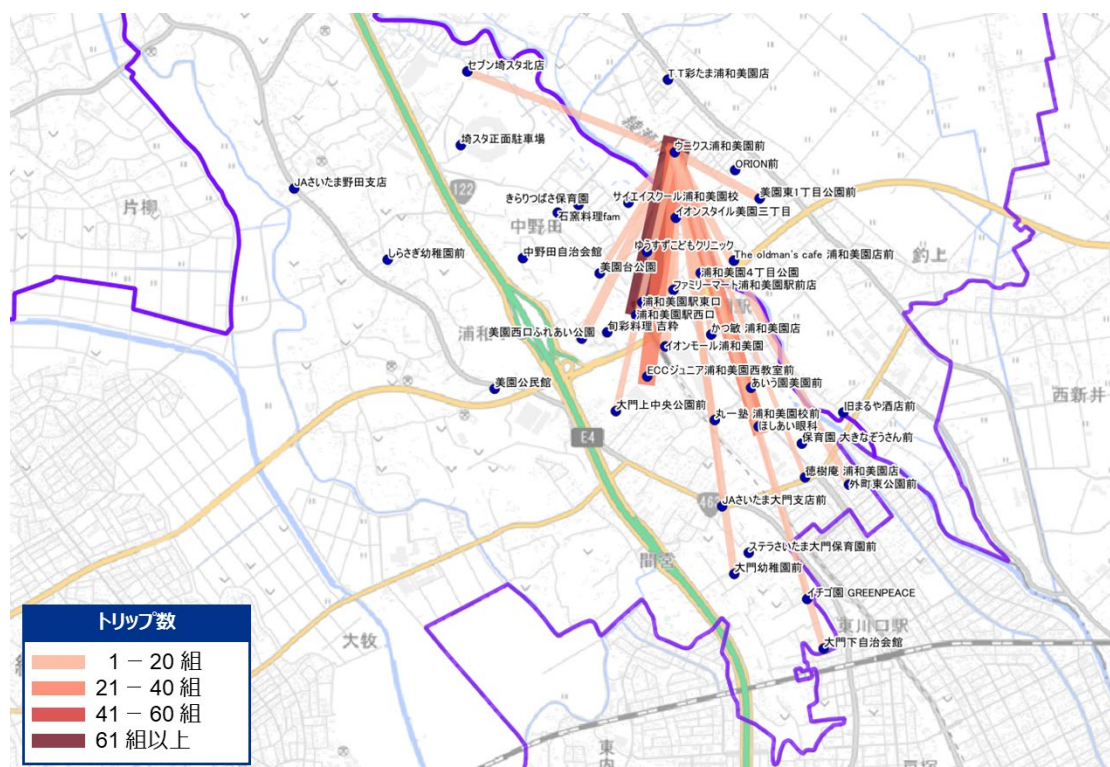 セブン埼スタ北店
T.T彩たま浦和美園店
綾瀬
ウニクス浦和美園前
埼スタ正面駐車場
ORION前
JAさいたま野田支店
122
美園東1丁目公園前
片柳
きらりつばさ保育園
サイエイスクール浦和美園校
石窯料理fam
イオンスタイル美園三丁目
中野田
ゆうすずこどもクリニック
しらさぎ幼稚園前
中野田自治会館
The oldman's cafe 浦和美園店前
釣上
美園台公園
浦和美園4丁目公園
ファミリーマート浦和美園駅前店
浦和美園駅東口
駅
浦和美園駅西口
浦和
美園西口ふれあい公園
旬彩料理 吉粋
かつ敏 浦和美園店
イオンモール浦和美園
ECCジュニア浦和美園西教室前
美園公民館
あいう園美園前
西新井
大門上中央公園前
丸一塾 浦和美園校前
旧まるや酒店前
ほしあい眼科
E4
保育園 大きなぞうさん前
徳樹庵 浦和美園店
外町東公園前
463
JAさいたま大門支店前
ステラさいたま大門保育園前
間宮
大門幼稚園前
イチゴ園 GREENPEACE
東川口駅
大牧
大門下自治会館
トリップ数
1 － 20 組
21 － 40 組
41 － 60 組
61 組以上
東
内
戸塚